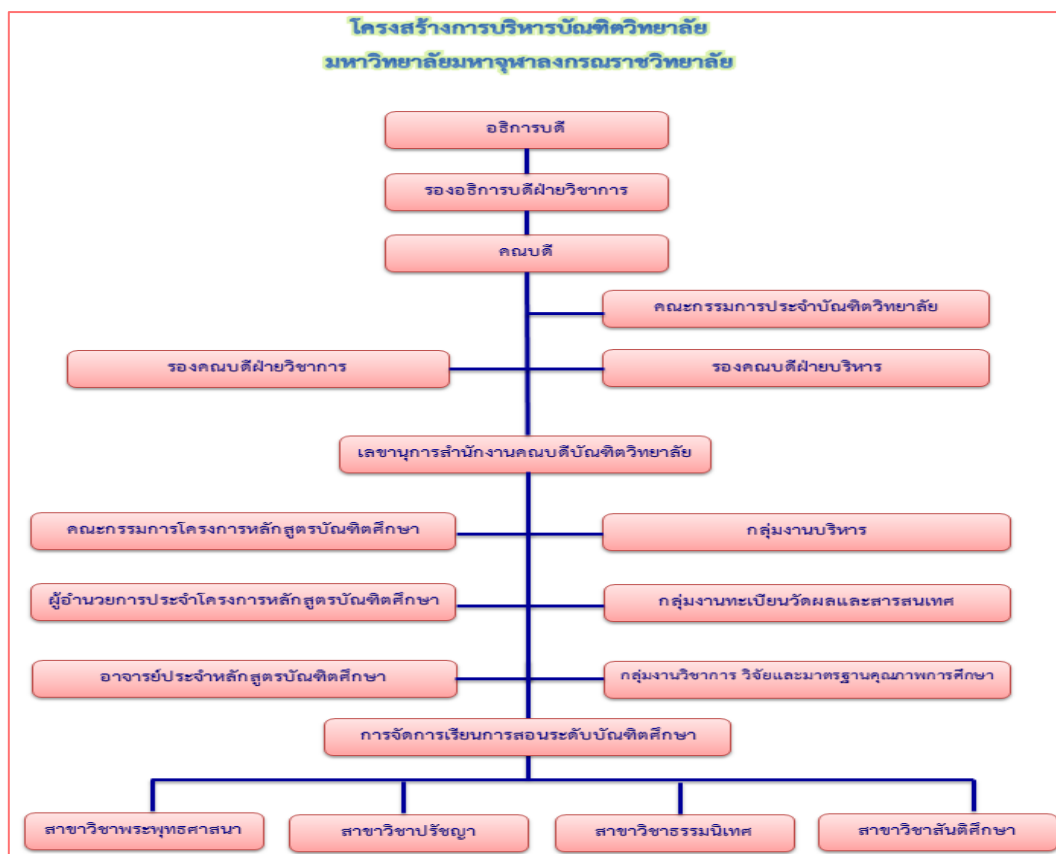 โครงสร้างการบริหารบัณฑิตวิทยาลัย
มหาวิทยาลัยมหาจุฬาลงกรณราชวิทยาลัย
อธิการบดี
รองอธิการบดีฝ่ายวิชาการ
คณบดี
คณะกรรมการประจำบัณฑิตวิทยาลัย
รองคณบดีฝ่ายวิชาการ
รองคณบดีฝ่ายบริหาร
เลขานุการสำนักงานคณบดีบัณฑิตวิทยาลัย
คณะกรรมการโครงการหลักสูตรบัณฑิตศึกษา
กลุ่มงานบริหาร
ผู้อำนวยการประจำโครงการหลักสูตรบัณฑิตศึกษา
กลุ่มงานทะเบียนวัดผลและสารสนเทศ
อาจารย์ประจำหลักสูตรบัณฑิตศึกษา
กลุ่มงานวิชาการ วิจัยและมาตรฐานคุณภาพการศึกษา
การจัดการเรียนการสอนระดับบัณฑิตศึกษา
สาขาวิชาพระพุทธศาสนา
สาขาวิชาปรัชญา
สาขาวิชาธรรมนิเทศ
สาขาวิชาสันติศึกษา